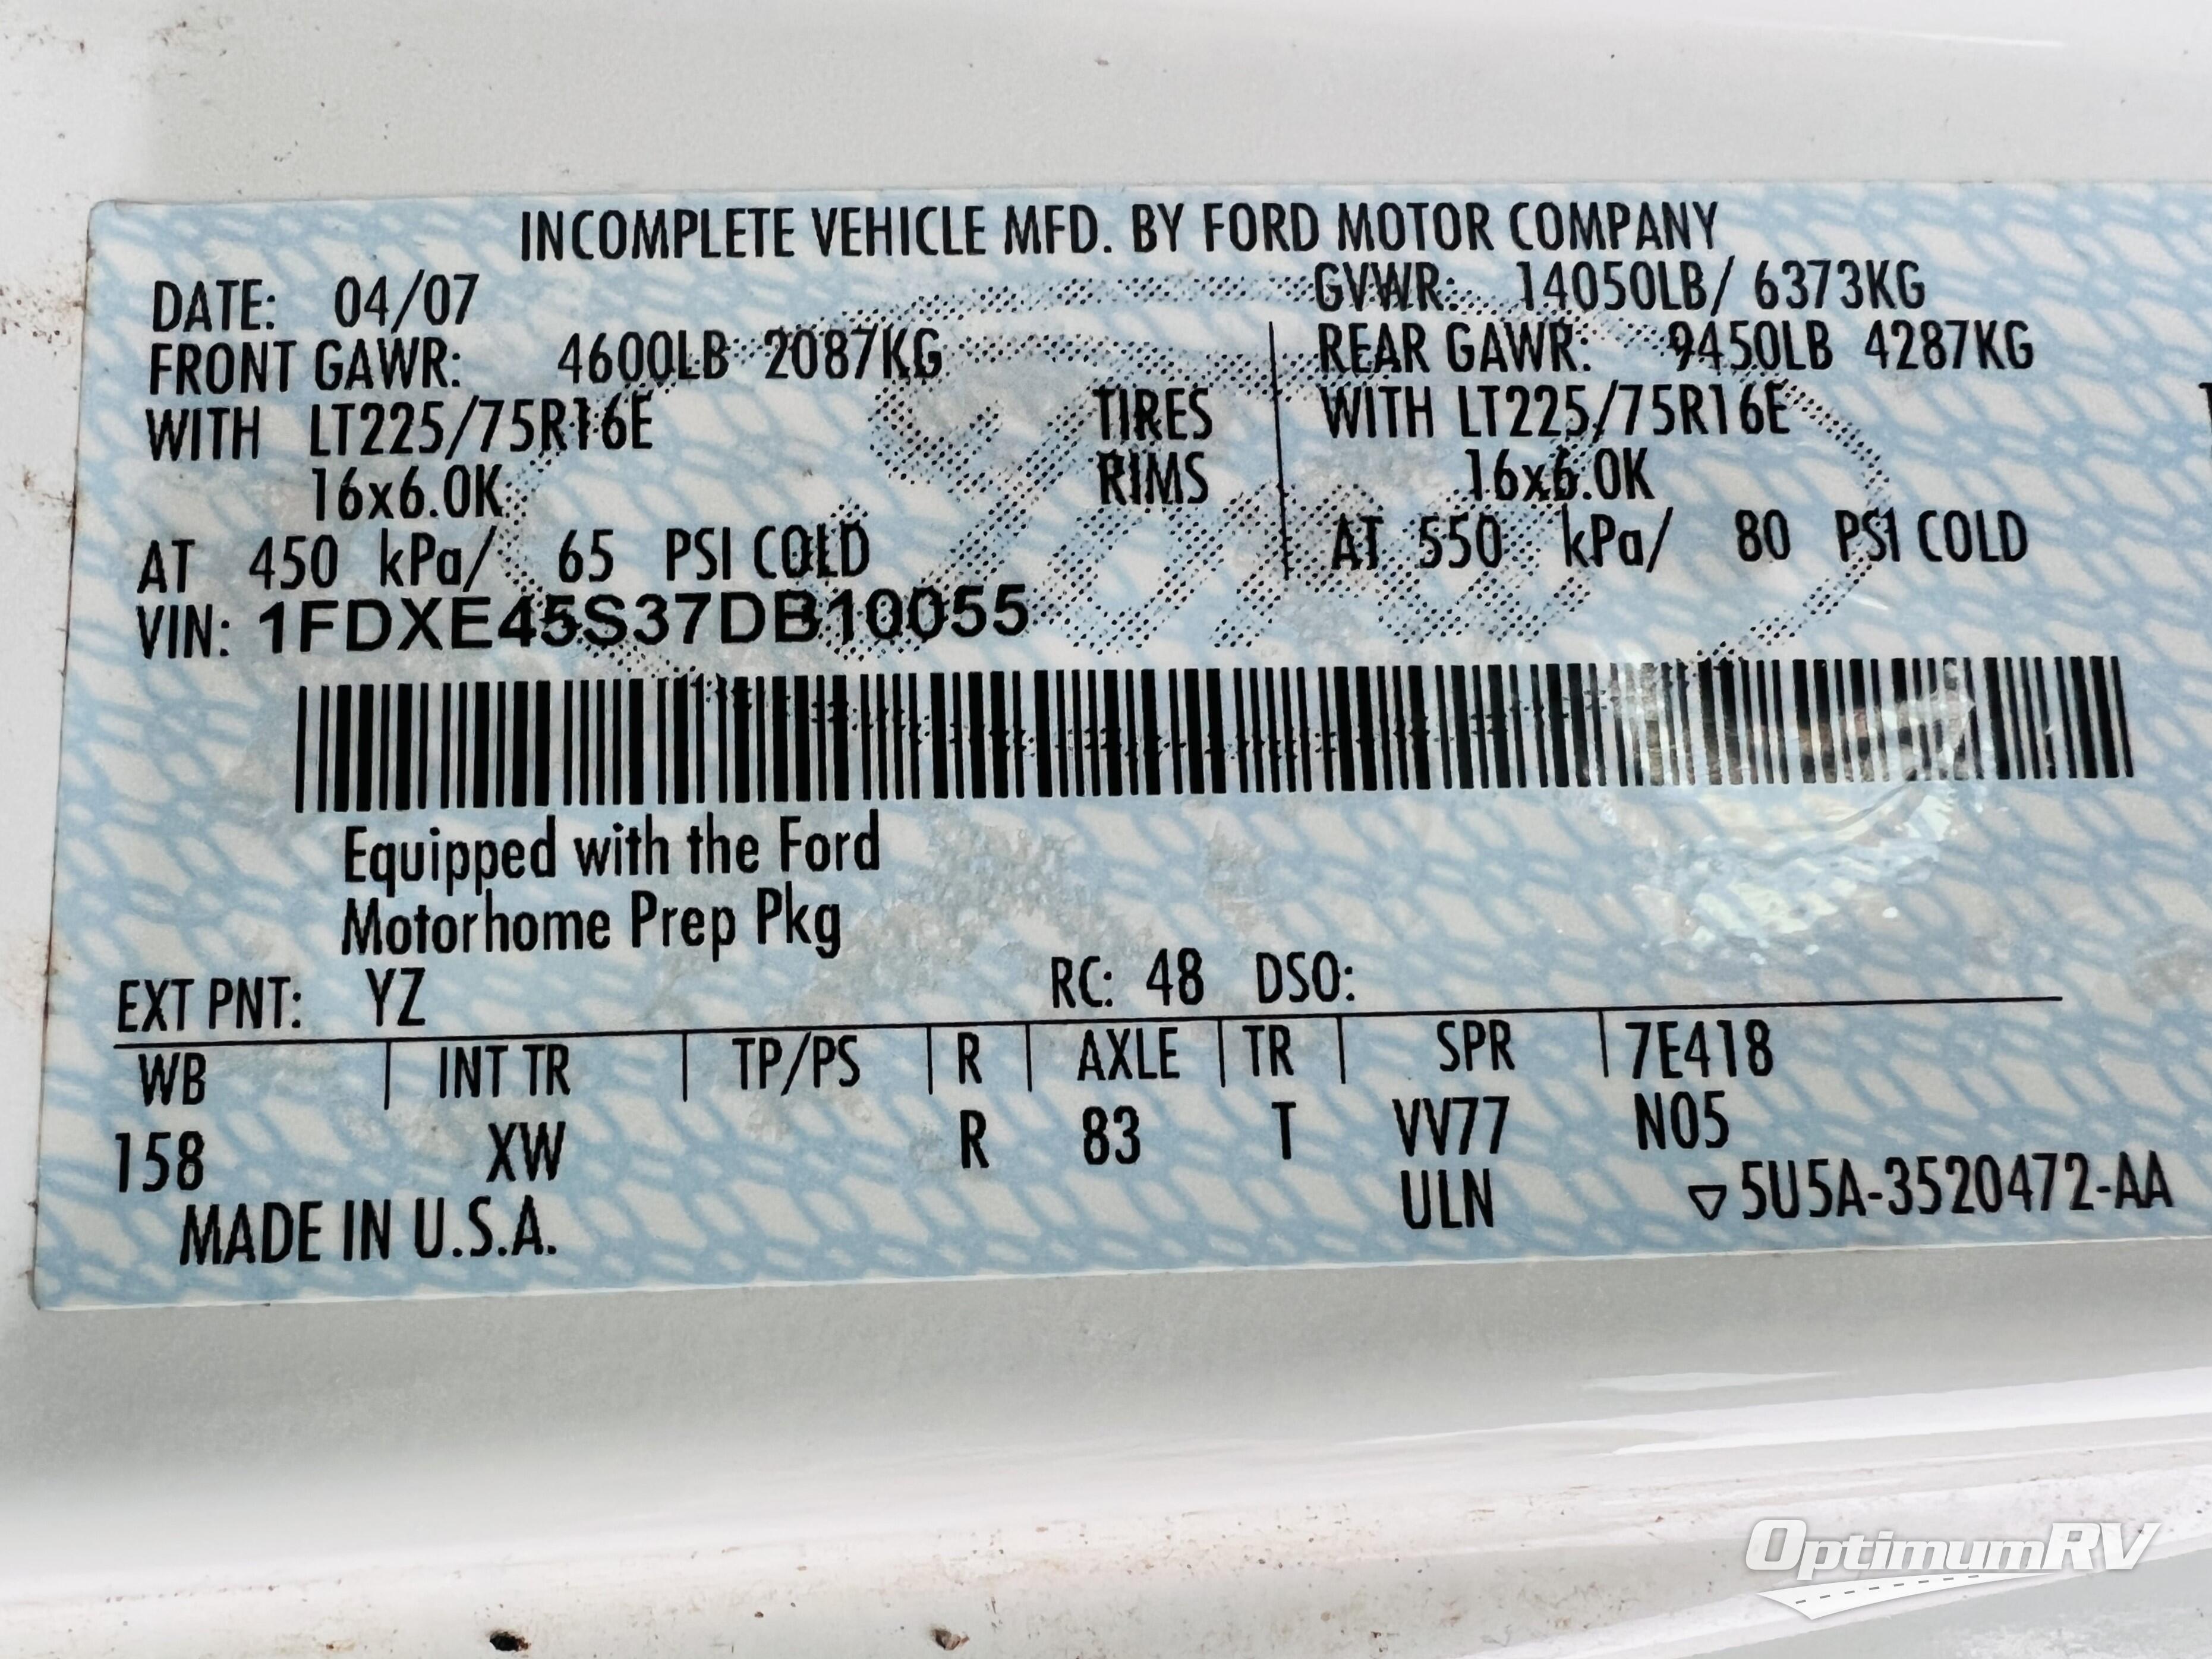 INCOMPLETE VEHICLE MFD. BY FORD MOTOR COMPANY
DATE: 04/07 GVWR: 14050LB/ 6373KG
FRONT GAWR: 4600LB 2087KG REAR GAWR: 9450LB 4287KG
WITH LT225/75R16E TIRES WITH LT225/75R16E
16x6.0K RIMS 16x6.0K
AT 450 kPa/ 65 PSI COLD AT 550 kPa/ 80 PSI COLD
VIN: 1FDXE45S37DB10055
Equipped with the Ford
Motorhome Prep Pkg
EXT PNT: YZ RC: 48 DSO:
WB INT TR TP/PS R AXLE TR SPR 7E418
158 XW R 83 T VV77 N05
ULN ▽5U5A-3520472-AA
MADE IN U.S.A.
OptimumRV